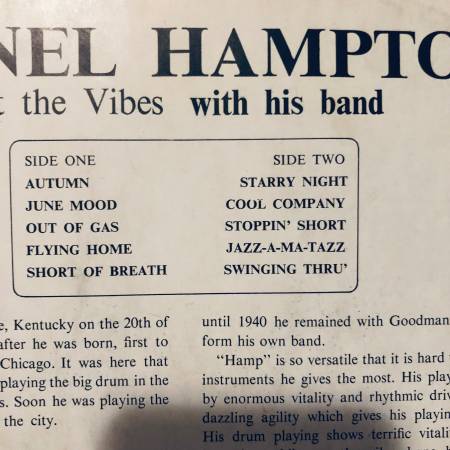 NEL HAMPTO
t the Vibes with his band
SIDE ONE
AUTUMN
JUNE MOOD
OUT OF GAS
FLYING HOME
SHORT OF BREATH
SIDE TWO
STARRY NIGHT
COOL COMPANY
STOPPIN' SHORT
JAZZ-A-MA-TAZZ
SWINGING THRU'
e, Kentucky on the 20th of
after he was born, first to
Chicago. It was here that
playing the big drum in the
s. Soon he was playing the
the city.
until 1940 he remained with Goodman
form his own band.
"Hamp" is so versatile that it is hard
instruments he gives the most. His play
by enormous vitality and rhythmic driv
dazzling agility which gives his playin
His drum playing shows terrific vitali